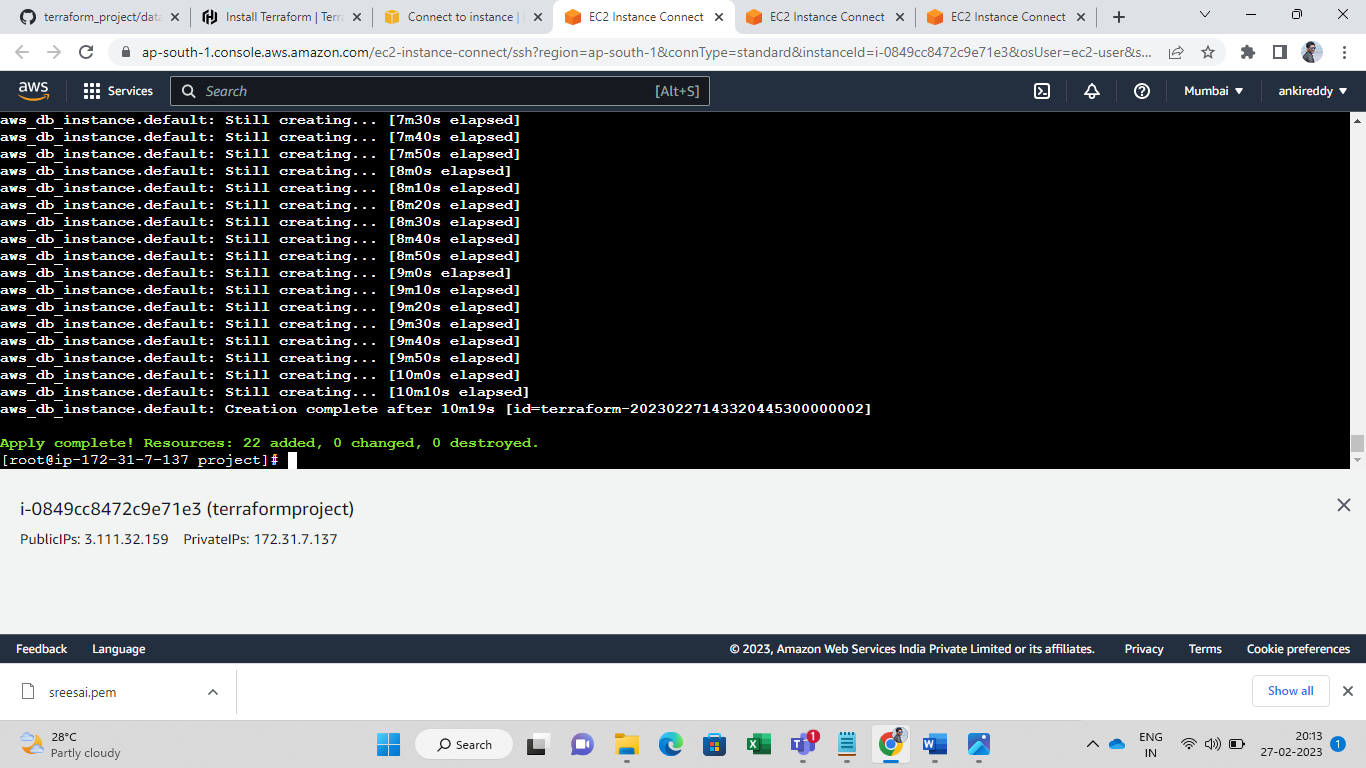 terraform_project/data
Install Terraform | Terra
Connect to instance |
EC2 Instance Connect
EC2 Instance Connect
EC2 Instance Connect
ap-south-1.console.aws.amazon.com/ec2-instance-connect/ssh?region=ap-south-1&connType=standard&instanceId=i-0849cc8472c9e71e3&osUser=ec2-user&s...
aws
Services
Search
[Alt+S]
Mumbai
ankireddy
aws_db_instance.default: Still creating... [7m30s elapsed]
aws_db_instance.default: Still creating... [7m40s elapsed]
aws_db_instance.default: Still creating... [7m50s elapsed]
aws_db_instance.default: Still creating... [8m0s elapsed]
aws_db_instance.default: Still creating... [8m10s elapsed]
aws_db_instance.default: Still creating... [8m20s elapsed]
aws_db_instance.default: Still creating... [8m30s elapsed]
aws_db_instance.default: Still creating... [8m40s elapsed]
aws_db_instance.default: Still creating... [8m50s elapsed]
aws_db_instance.default: Still creating... [9m0s elapsed]
aws_db_instance.default: Still creating... [9m10s elapsed]
aws_db_instance.default: Still creating... [9m20s elapsed]
aws_db_instance.default: Still creating... [9m30s elapsed]
aws_db_instance.default: Still creating... [9m40s elapsed]
aws_db_instance.default: Still creating... [9m50s elapsed]
aws_db_instance.default: Still creating... [10m0s elapsed]
aws_db_instance.default: Still creating... [10m10s elapsed]
aws_db_instance.default: Creation complete after 10m19s [id=terraform-20230227143320445300000002]
Apply complete! Resources: 22 added, 0 changed, 0 destroyed.
[root@ip-172-31-7-137 project]#
i-0849cc8472c9e71e3 (terraformproject)
PublicIPs: 3.111.32.159 PrivateIPs: 172.31.7.137
Feedback
Language
© 2023, Amazon Web Services India Private Limited or its affiliates.
Privacy
Terms
Cookie preferences
sreesai.pem
Show all
28°C
Partly cloudy
Search
1
ENG
IN
20:13
27-02-2023
1